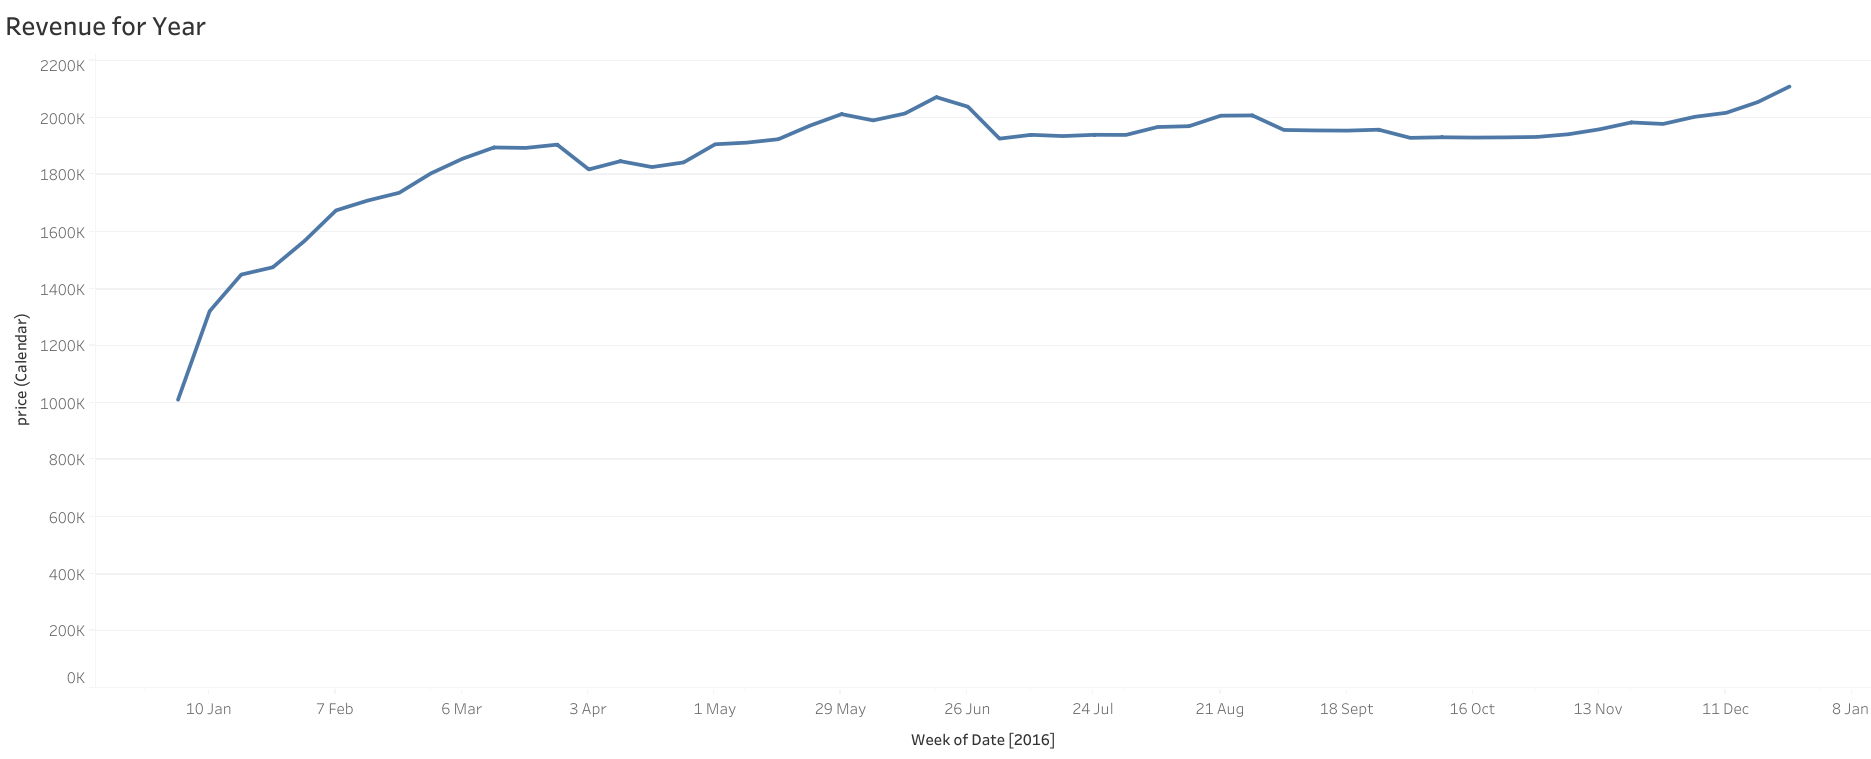 Revenue for Year
2200K
2000K
1800K
1600K
1400K
1200K
1000K
800K
600K
400K
200K
0K
price (Calendar)
10 Jan 7 Feb 6 Mar 3 Apr 1 May 29 May 26 Jun 24 Jul 21 Aug 18 Sept 16 Oct 13 Nov 11 Dec 8 Jan
Week of Date [2016]